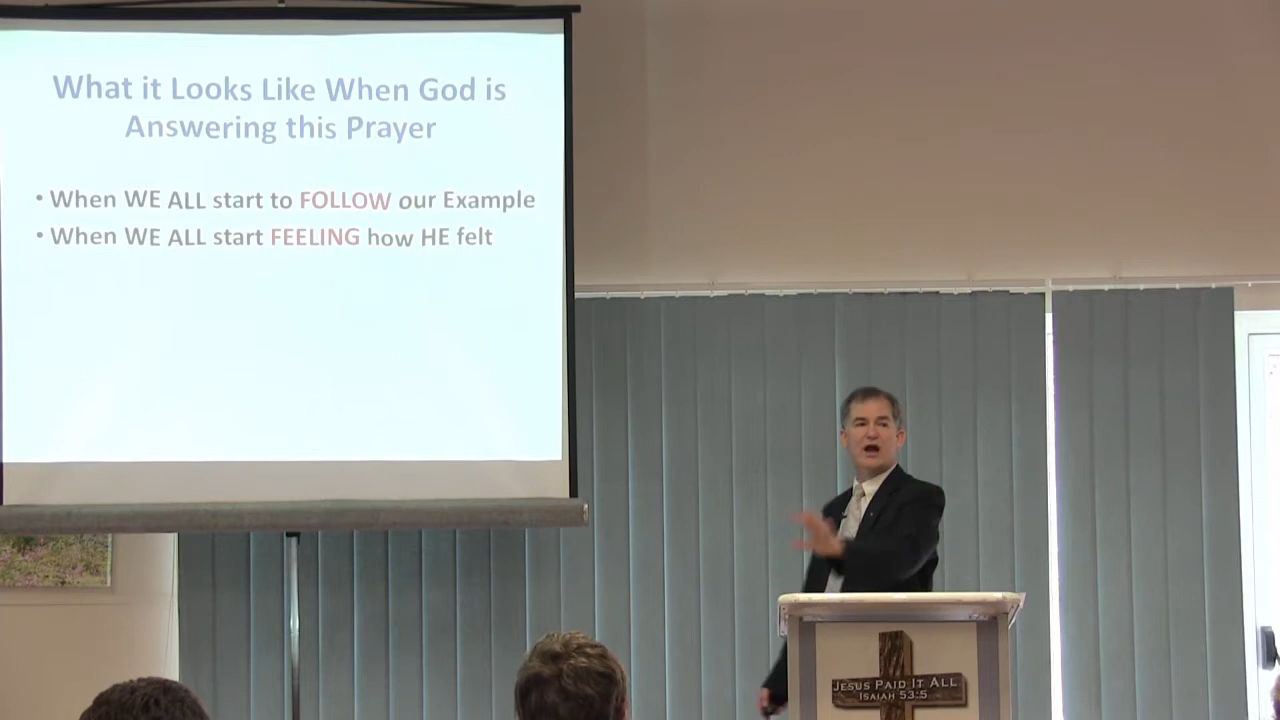 What it Looks Like When God is
Answering this Prayer
• When WE ALL start to FOLLOW our Example
• When WE ALL start FEELING how HE felt
JESUS PAID IT ALL
ISAIAH 53:5